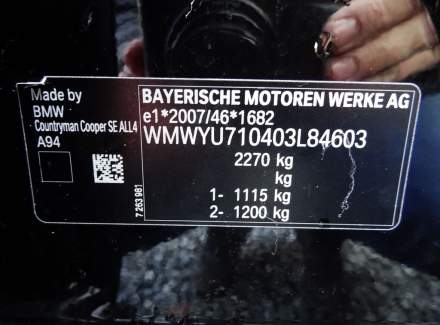 Made by
BMW
Countryman Cooper SE ALL4
A94
7 263 981
BAYERISCHE MOTOREN WERKE AG
e1*2007/46*1682
WMWYU710403L84603
2270 kg
kg
1- 1115 kg
2- 1200 kg